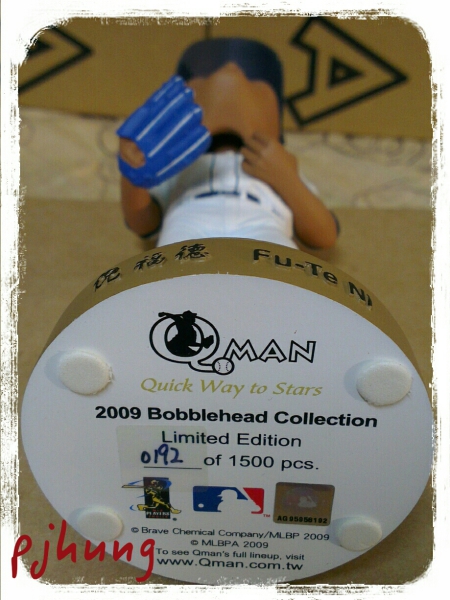 倪福德 Fu-Te Ni
QMAN
Quick Way to Stars
2009 Bobblehead Collection
Limited Edition
0192 of 1500 pcs.
© Brave Chemical Company/MLBP 2009
© MLBPA 2009
To see Qman's full lineup, visit
www.Qman.com.tw
pjhung